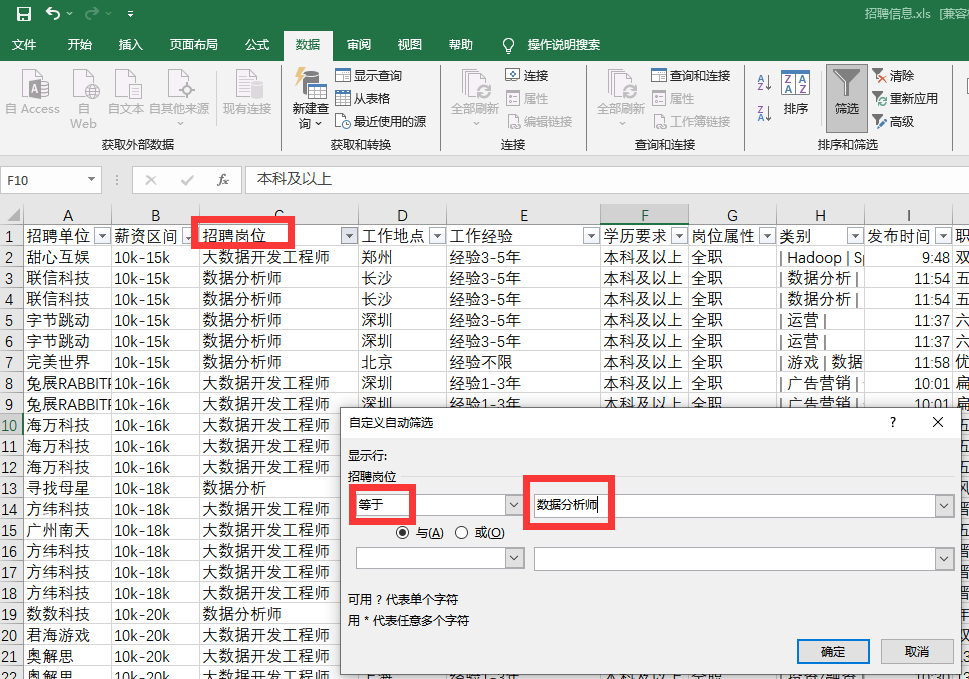 招聘信息.xls [兼容
文件 开始 插入 页面布局 公式 数据 审阅 视图 帮助 操作说明搜索
自 Access 自 Web 自文本 自其他来源 现有连接 新建查询 显示查询 从表格 最近使用的源 全部刷新 连接 属性 编辑链接 全部刷新 查询和连接 属性 工作簿链接 排序 筛选 清除 重新应用 高级
获取外部数据 获取和转换 连接 查询和连接 排序和筛选
F10 fx 本科及以上
A B C D E F G H I
1 招聘单位 薪资区间 招聘岗位 工作地点 工作经验 学历要求 岗位属性 类别 发布时间 职
2 甜心互娱 10k-15k 大数据开发工程师 郑州 经验3-5年 本科及以上 全职 | Hadoop | Sp 9:48 双
3 联信科技 10k-15k 数据分析师 长沙 经验3-5年 本科及以上 全职 | 数据分析 | 11:54 五
4 联信科技 10k-15k 数据分析师 长沙 经验3-5年 本科及以上 全职 | 数据分析 | 11:54 五
5 字节跳动 10k-15k 数据分析师 深圳 经验3-5年 本科及以上 全职 | 运营 | 11:37 六
6 字节跳动 10k-15k 数据分析师 深圳 经验3-5年 本科及以上 全职 | 运营 | 11:37 六
7 完美世界 10k-15k 数据分析师 北京 经验不限 本科及以上 全职 | 游戏 | 数据 11:58 优
8 兔展RABBITP 10k-16k 大数据开发工程师 深圳 经验1-3年 本科及以上 全职 | 广告营销 | 10:01 扁
9 兔展RABBITP 10k-16k 大数据开发工程师 深圳 经验1-3年 本科及以上 全职 | 广告营销 | 10:01 扁
10 海万科技 10k-16k 大数据开发工程师
11 海万科技 10k-16k 大数据开发工程师
12 海万科技 10k-16k 大数据开发工程师
13 寻找母星 10k-18k 数据分析
14 方纬科技 10k-18k 大数据开发工程师
15 广州南天 10k-18k 大数据开发工程师
16 方纬科技 10k-18k 大数据开发工程师
17 方纬科技 10k-18k 大数据开发工程师
18 方纬科技 10k-18k 大数据开发工程师
19 数数科技 10k-20k 数据分析师
20 君海游戏 10k-20k 大数据开发工程师
21 奥解思 10k-20k 大数据开发工程师
22 奥解思 10k-20k 大数据开发工程师
自定义自动筛选 ?
显示行:
招聘岗位
等于 数据分析师
与(A) 或(O)
可用 ? 代表单个字符
用 * 代表任意多个字符
确定 取消